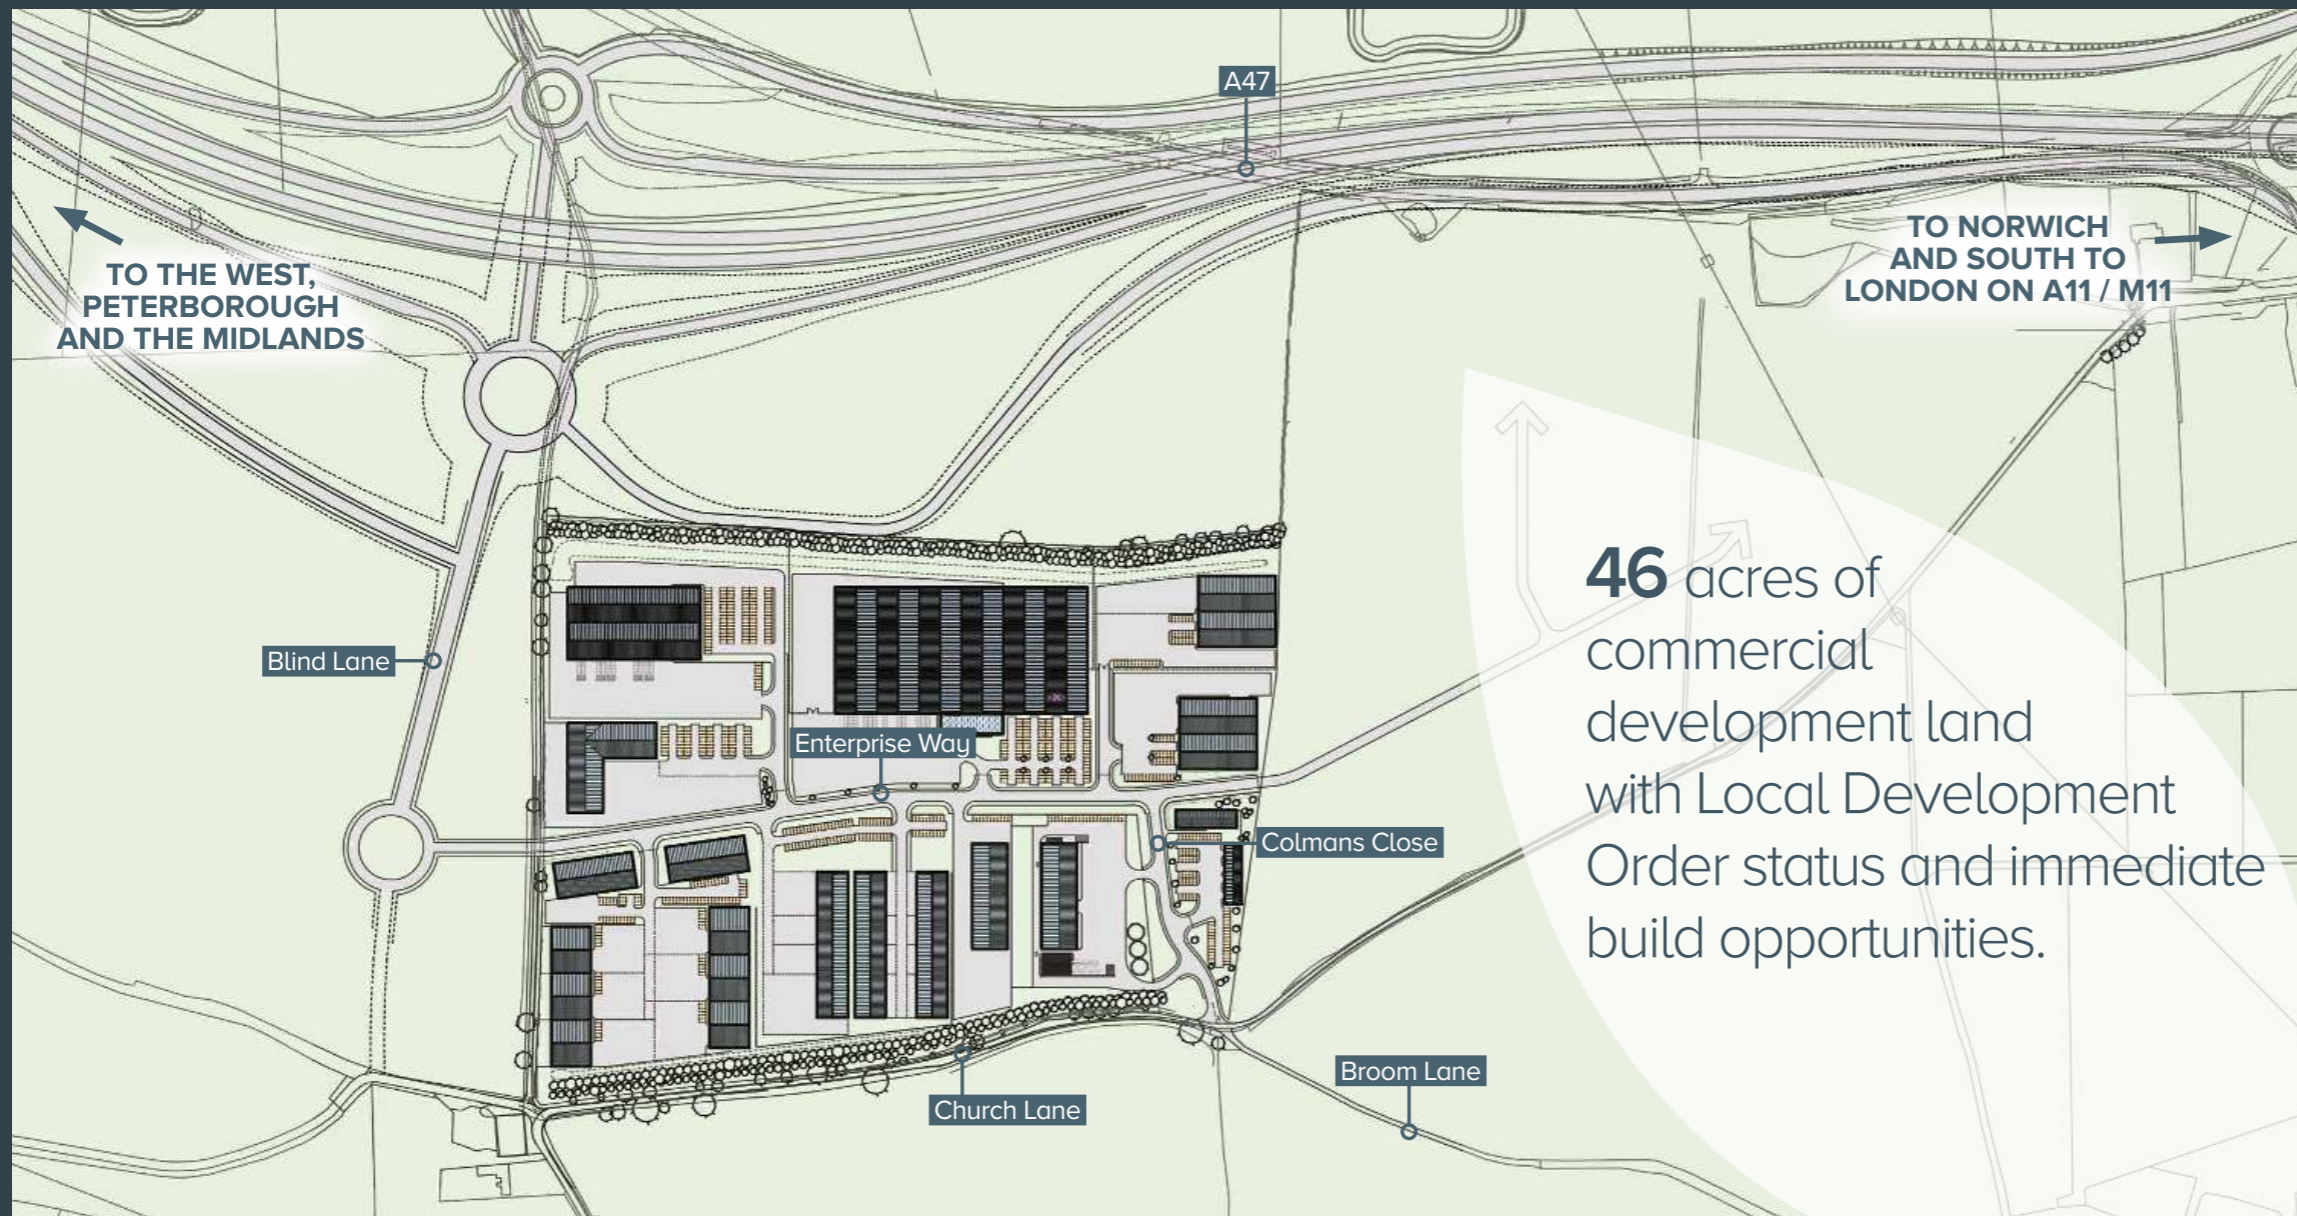 A47
TO THE WEST,
PETERBOROUGH
AND THE MIDLANDS
TO NORWICH
AND SOUTH TO
LONDON ON A11 / M11
Blind Lane
Enterprise Way
Colmans Close
Church Lane
Broom Lane
46 acres of
commercial
development land
with Local Development
Order status and immediate
build opportunities.